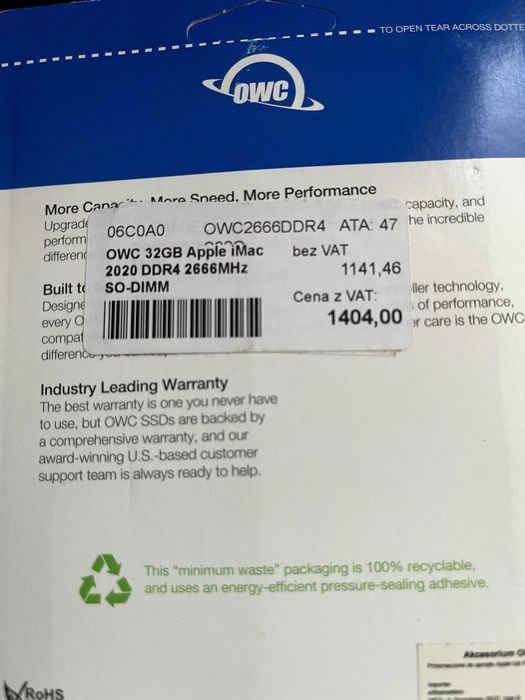 TO OPEN TEAR ACROSS DOTTE
OWC
More Speed, More Performance
Upgrade
capacity, and
perform
he incredible
differen
06C0A0 OWC2666DDR4 ATA: 47
OWC 32GB Apple iMac
2020 DDR4 2666MHz
SO-DIMM
bez VAT
1141,46
Cena z VAT:
1404,00
Built to
ller technology,
Designe
of performance,
every O
er care is the OWC
compat
difference
Industry Leading Warranty
The best warranty is one you never have
to use, but OWC SSDs are backed by
a comprehensive warranty, and our
award-winning U.S.-based customer
support team is always ready to help.
This “minimum waste” packaging is 100% recyclable,
and uses an energy-efficient pressure-sealing adhesive.
RoHS
Akcesorium